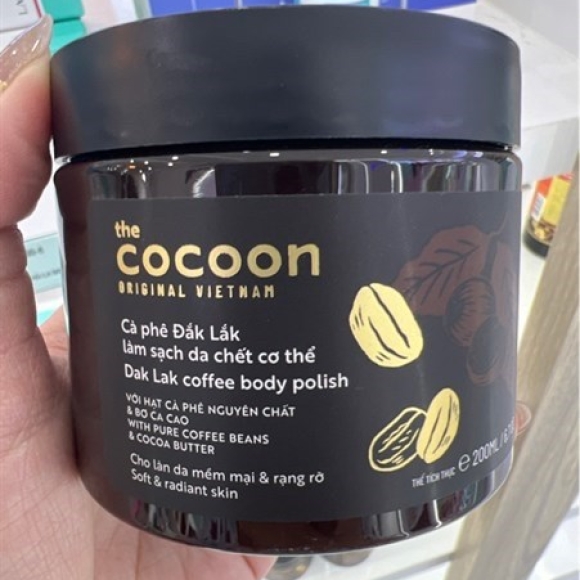 the
cocoon
ORIGINAL VIETNAM
Cà phê Đắk Lắk
làm sạch da chết cơ thể
Dak Lak coffee body polish
VỚI HẠT CÀ PHÊ NGUYÊN CHẤT
& BƠ CA CAO
WITH PURE COFFEE BEANS
& COCOA BUTTER
Cho làn da mềm mại & rạng rỡ
Soft & radiant skin
THỂ TÍCH THỰC ℮ 200ML /